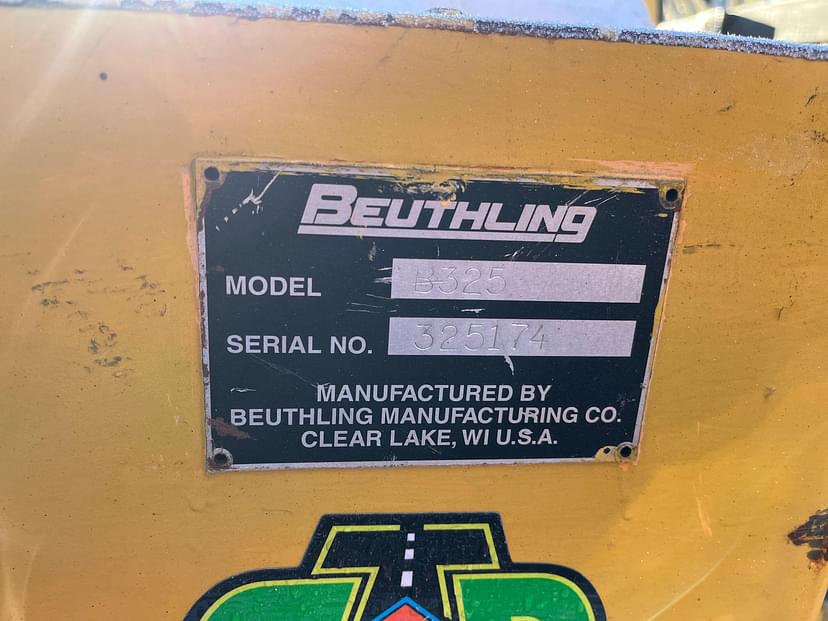 BEUTHLING
MODEL B325
SERIAL NO. 325174
MANUFACTURED BY
BEUTHLING MANUFACTURING CO.
CLEAR LAKE, WI U.S.A.